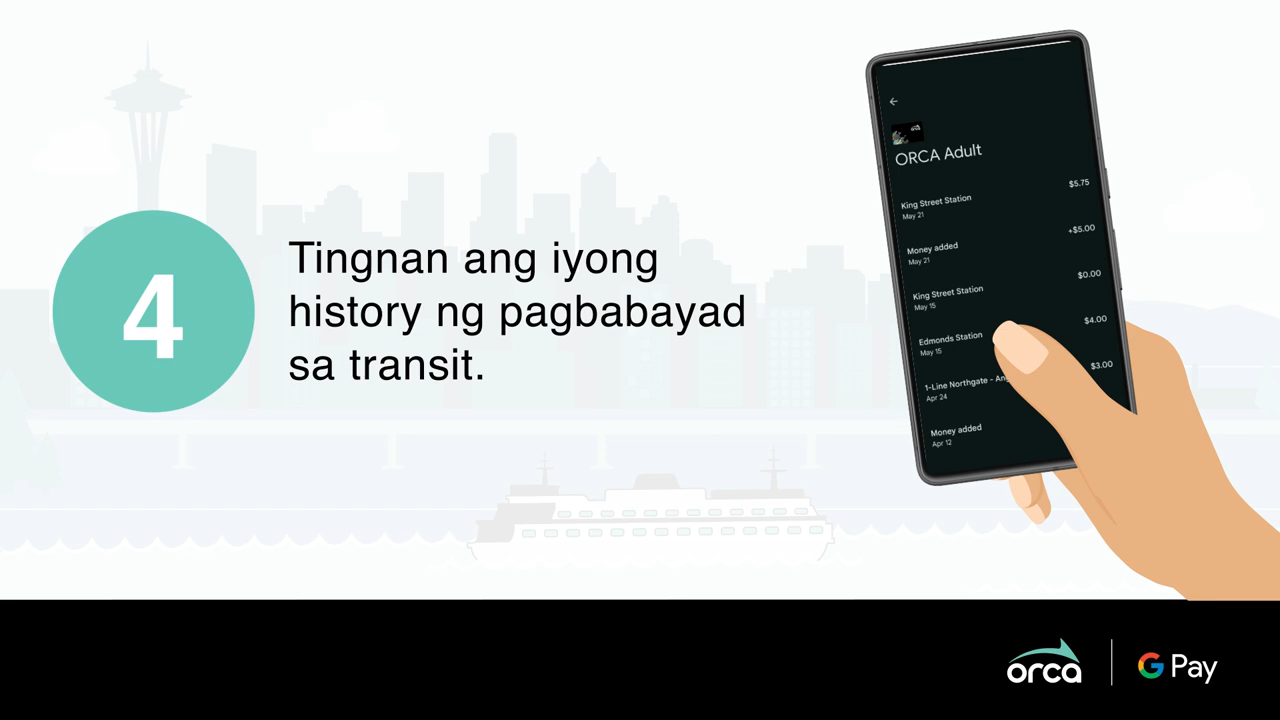 4
Tingnan ang iyong
history ng pagbabayad
sa transit.
ORCA Adult
King Street Station $5.75
May 21
Money added +$5.00
May 21
King Street Station $0.00
May 15
Edmonds Station $4.00
May 15
1-Line Northgate - $3.00
Apr 24
Money added
Apr 12
orca
G Pay